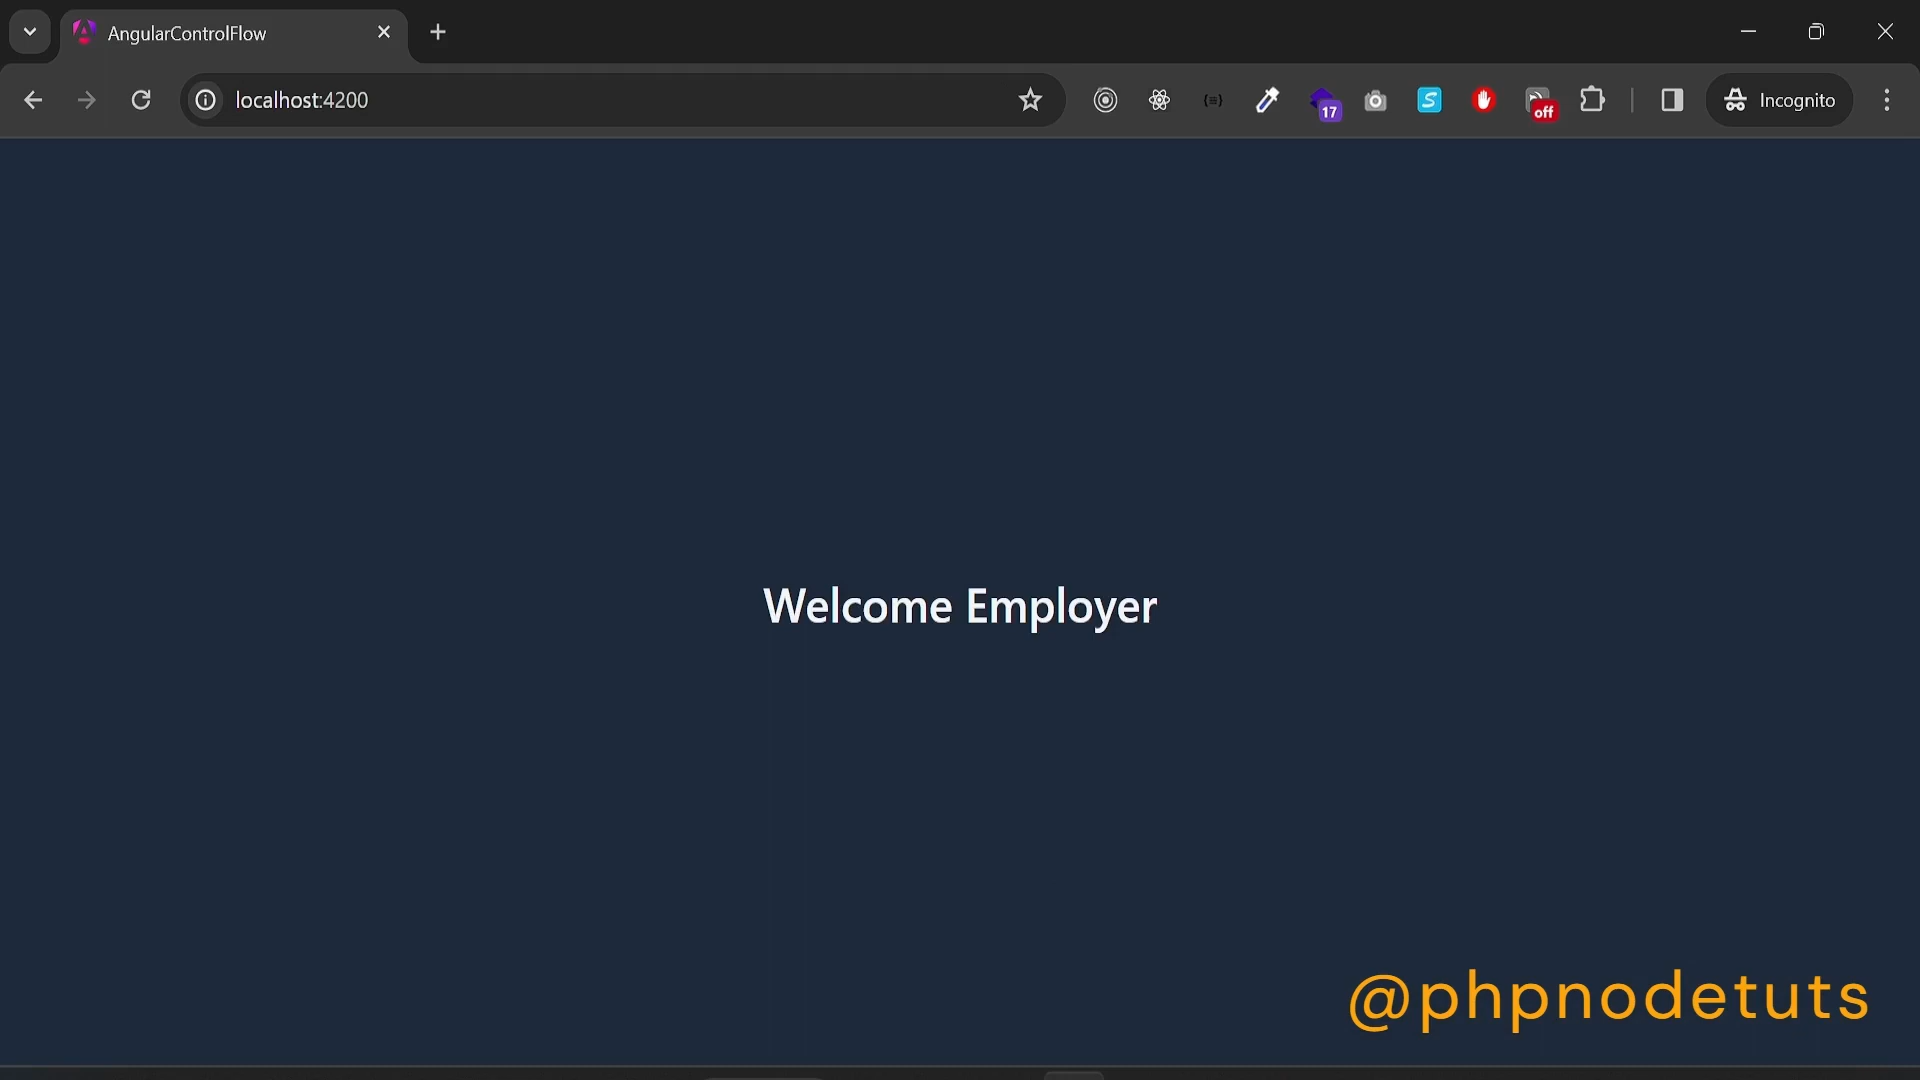 AngularControlFlow
localhost:4200
17
off
Incognito
Welcome Employer
@phpnodetuts